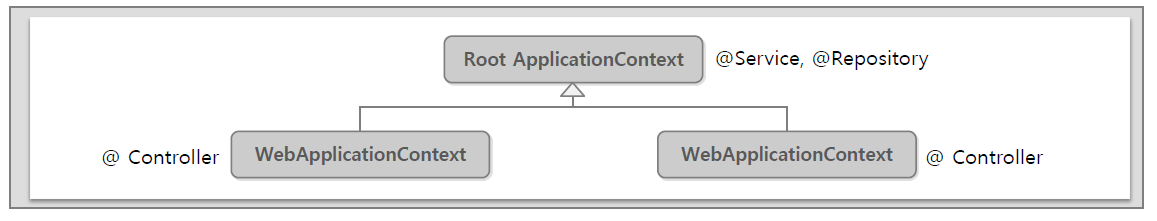 Root ApplicationContext @Service, @Repository
@ Controller WebApplicationContext WebApplicationContext @ Controller